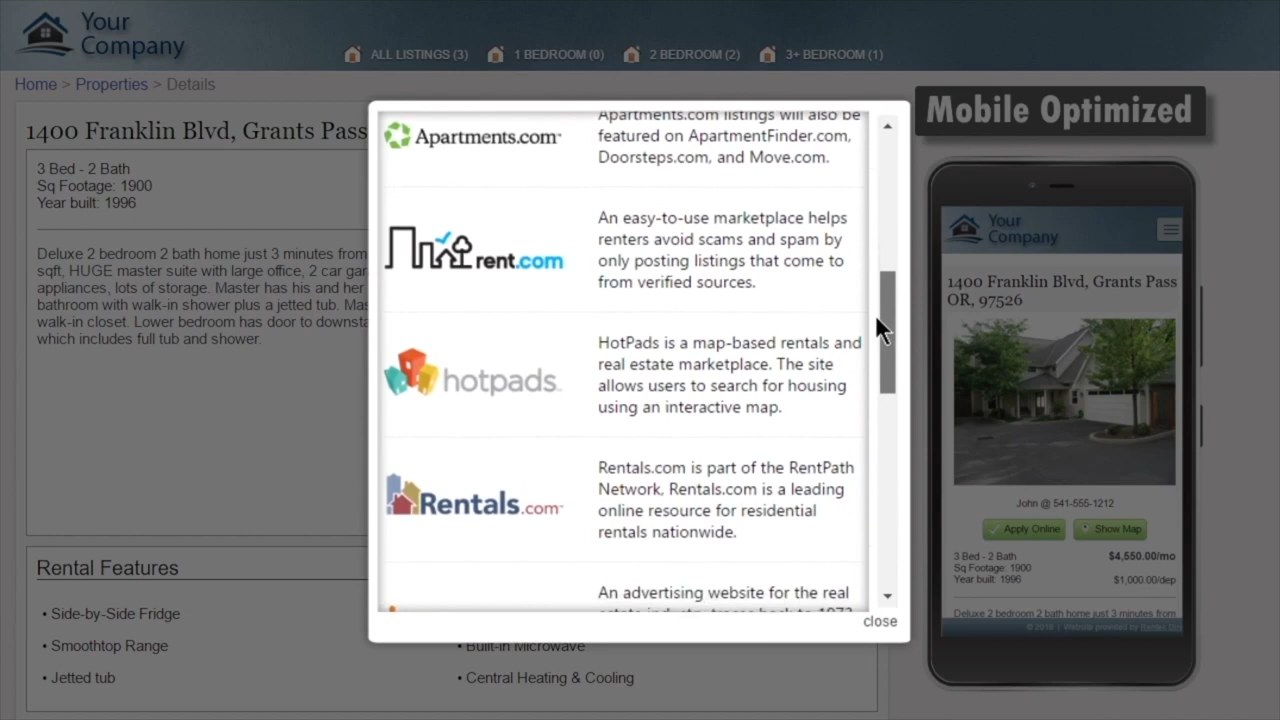 Your
Company
ALL LISTINGS (3)
1 BEDROOM (0)
2 BEDROOM (2)
3+ BEDROOM (1)
Home > Properties > Details
1400 Franklin Blvd, Grants Pass
3 Bed - 2 Bath
Sq Footage: 1900
Year built: 1996
Deluxe 2 bedroom 2 bath home just 3 minutes from
sqft, HUGE master suite with large office, 2 car gar
appliances, lots of storage. Master has his and her
bathroom with walk-in shower plus a jetted tub. Mas
walk-in closet. Lower bedroom has door to downsta
which includes full tub and shower.
Rental Features
• Side-by-Side Fridge
• Smoothtop Range
• Jetted tub
• Built-in Microwave
• Central Heating & Cooling
Apartments.com
Apartments.com listings will also be
featured on ApartmentFinder.com,
Doorsteps.com, and Move.com.
rent.com
An easy-to-use marketplace helps
renters avoid scams and spam by
only posting listings that come to
from verified sources.
hotpads
HotPads is a map-based rentals and
real estate marketplace. The site
allows users to search for housing
using an interactive map.
Rentals.com
Rentals.com is part of the RentPath
Network, Rentals.com is a leading
online resource for residential
rentals nationwide.
An advertising website for the real
estate industry traces back to 1973
close
Mobile Optimized
Your
Company
1400 Franklin Blvd, Grants Pass
OR, 97526
John @ 541-555-1212
Apply Online
Show Map
3 Bed - 2 Bath
$4,550.00/mo
Sq Footage: 1900
Year built: 1996
$1,000.00/dep
Deluxe 2 bedroom 2 bath home just 3 minutes from
© 2016 | Website presented by